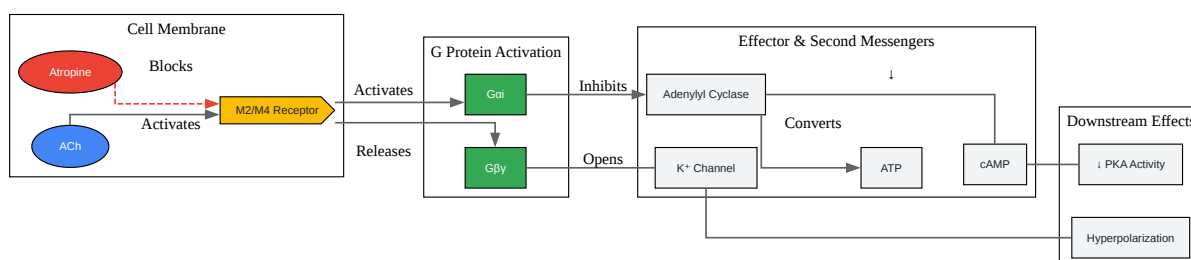 Cell Membrane
Atropine
Blocks
M2/M4 Receptor
ACh
Activates
Activates
Releases
G Protein Activation
Gαi
Gβγ
Inhibits
Opens
Effector & Second Messengers
↓
Adenylyl Cyclase
Converts
K⁺ Channel
ATP
cAMP
Downstream Effects
↓ PKA Activity
Hyperpolarization